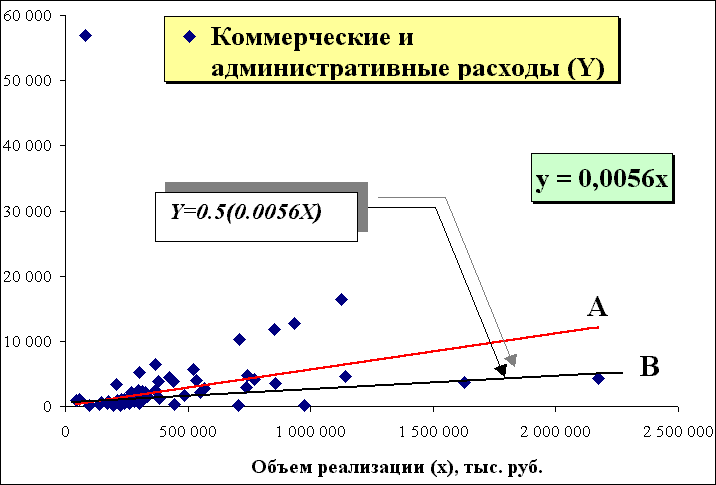 60 000
50 000
40 000
30 000
20 000
10 000
0
Коммерческие и
административные расходы (Y)
y = 0,0056x
Y=0.5(0.0056X)
A
B
0 500 000 1 000 000 1 500 000 2 000 000 2 500 000
Объем реализации (x), тыс. руб.